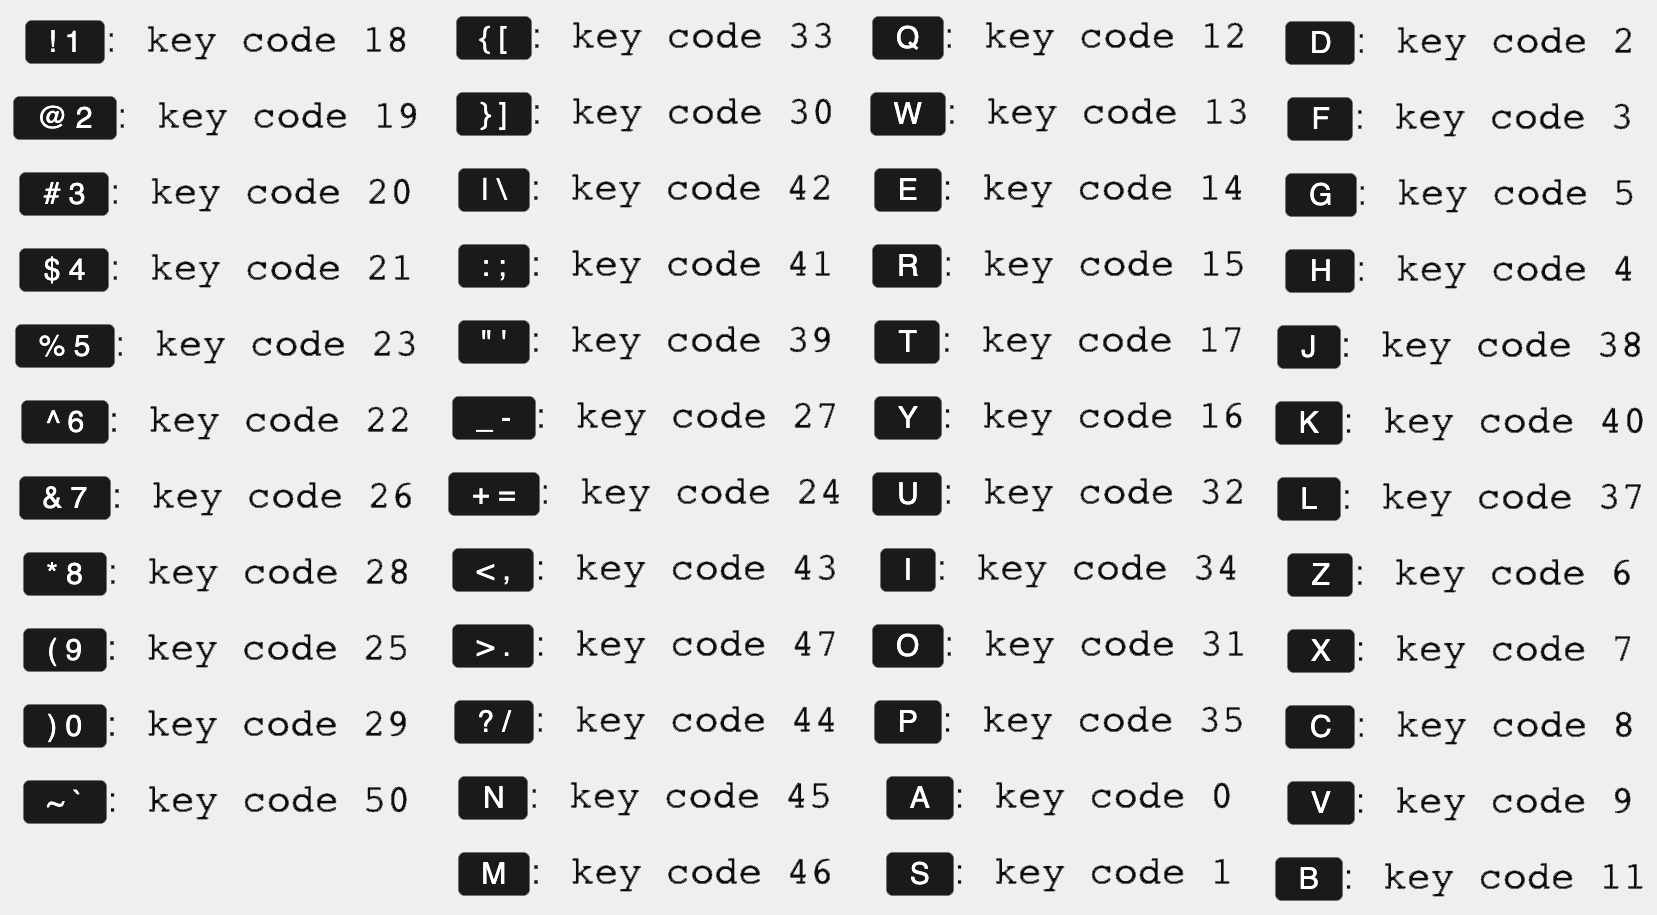 ! 1: key code 18
@ 2: key code 19
# 3: key code 20
$ 4: key code 21
% 5: key code 23
^ 6: key code 22
& 7: key code 26
* 8: key code 28
( 9: key code 25
) 0: key code 29
~ `: key code 50
{ [: key code 33
} ]: key code 30
| \: key code 42
: ;: key code 41
" ': key code 39
_ -: key code 27
+ =: key code 24
< ,: key code 43
> .: key code 47
? /: key code 44
N: key code 45
M: key code 46
Q: key code 12
W: key code 13
E: key code 14
R: key code 15
T: key code 17
Y: key code 16
U: key code 32
I: key code 34
O: key code 31
P: key code 35
A: key code 0
S: key code 1
D: key code 2
F: key code 3
G: key code 5
H: key code 4
J: key code 38
K: key code 40
L: key code 37
Z: key code 6
X: key code 7
C: key code 8
V: key code 9
B: key code 11